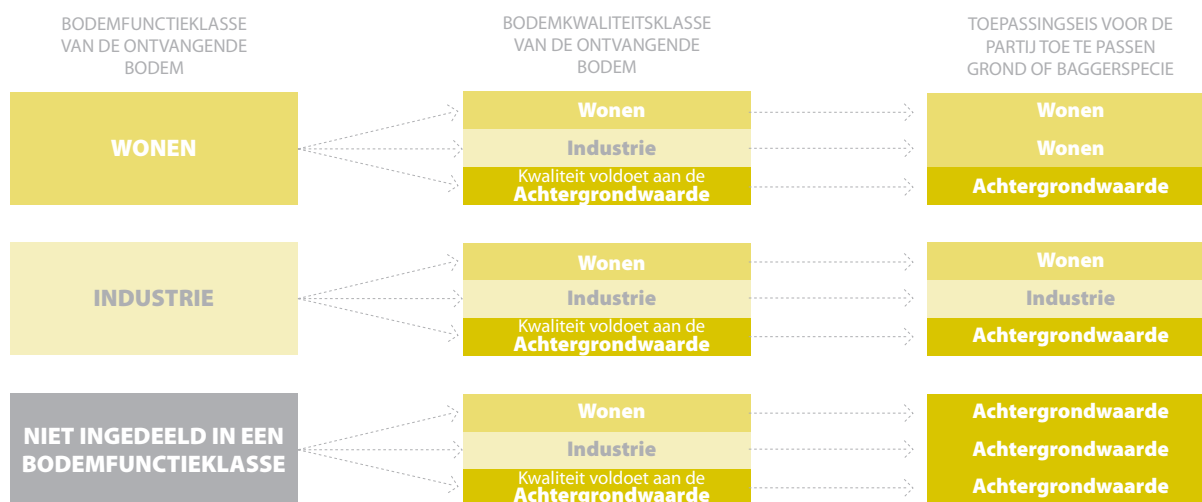 BODEMFUNCTIEKLASSE
VAN DE ONTVANGENDE
BODEM
BODEMKWALITEITSKLASSE
VAN DE ONTVANGENDE
BODEM
TOEPASSINGSEIS VOOR DE
PARTIJ TOE TE PASSEN
GROND OF BAGGERSPECIE
WONEN
Wonen
Wonen
Industrie
Wonen
Kwaliteit voldoet aan de
Achtergrondwaarde
Achtergrondwaarde
INDUSTRIE
Wonen
Wonen
Industrie
Industrie
Kwaliteit voldoet aan de
Achtergrondwaarde
Achtergrondwaarde
NIET INGEDEELD IN EEN
BODEMFUNCTIEKLASSE
Wonen
Achtergrondwaarde
Industrie
Achtergrondwaarde
Kwaliteit voldoet aan de
Achtergrondwaarde
Achtergrondwaarde